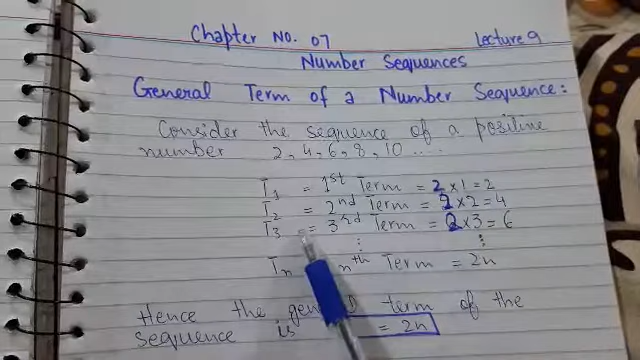 Chapter No. 07 Lecture 9
Number Sequences
General Term of a Number Sequence:
Consider the sequence of a positive
number 2, 4, 6, 8, 10 ....
T1 = 1st Term = 2 x 1 = 2
T2 = 2nd Term = 2 x 2 = 4
T3 = 3rd Term = 2 x 3 = 6
⋮ ⋮
Tn nth Term = 2n
Hence the term of the
sequence is = 2n